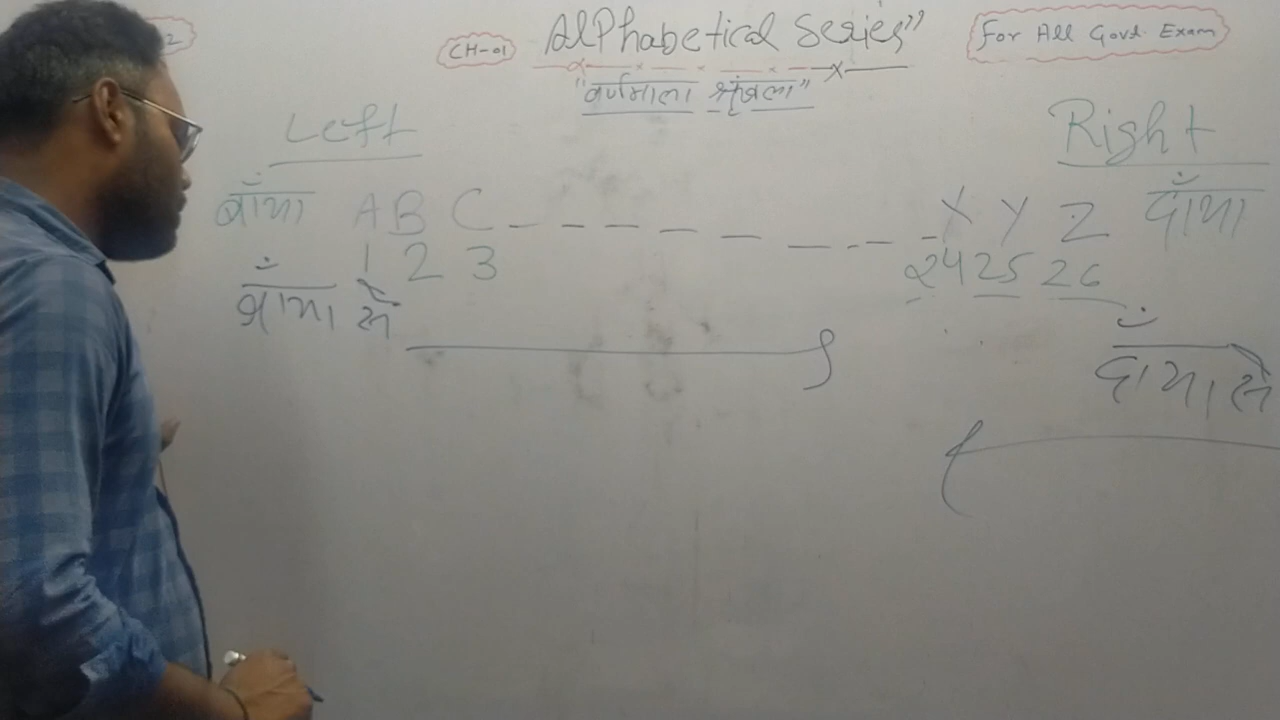 2
CH-01
Alphabetical Series"
For All Govt. Exam
"वर्णमाला श्रृंखला"
Left
Right
बाँया A B C - - - - - - - - X Y Z दाँया
1 2 3 24 25 26
बाँया से
दाँया से